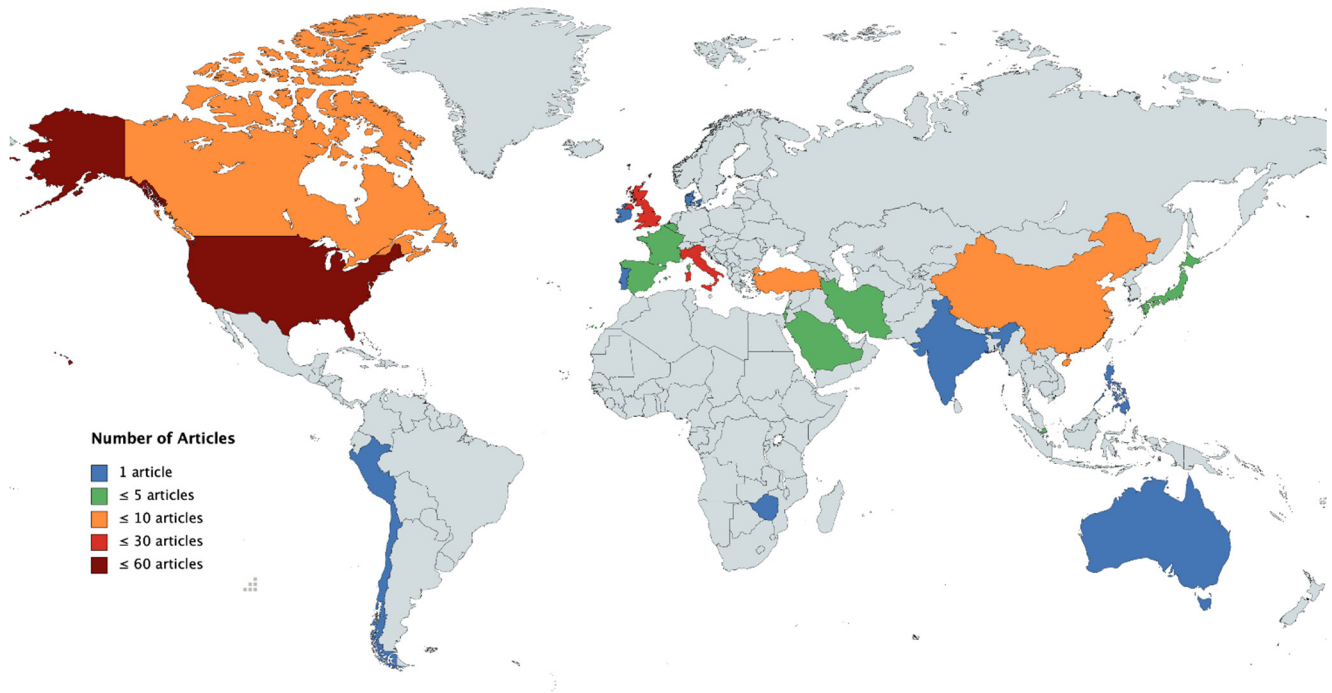 Number of Articles
1 article
≤ 5 articles
≤ 10 articles
≤ 30 articles
≤ 60 articles